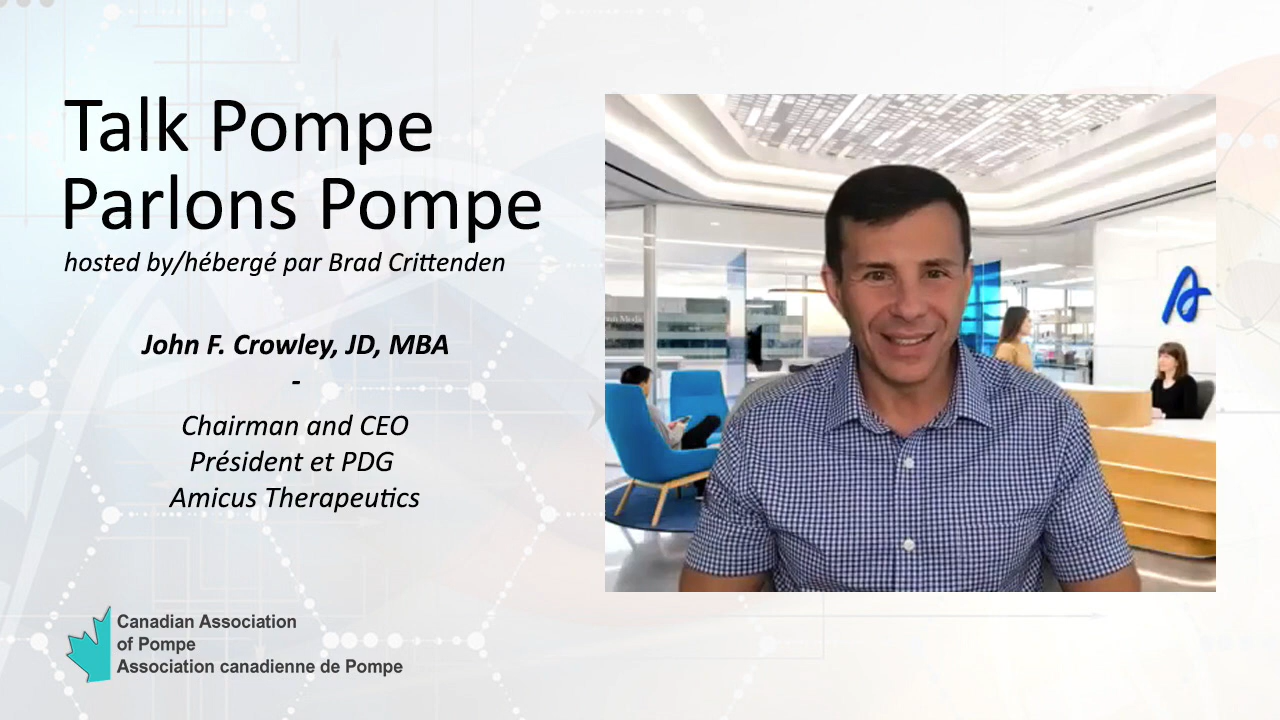 Talk Pompe
Parlons Pompe
hosted by/hébergé par Brad Crittenden
John F. Crowley, JD, MBA
-
Chairman and CEO
Président et PDG
Amicus Therapeutics
Canadian Association
of Pompe
Association canadienne de Pompe